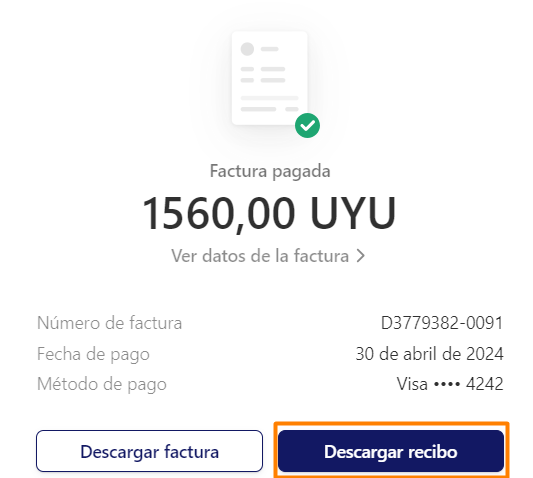 Factura pagada
1560,00 UYU
Ver datos de la factura
Número de factura D3779382-0091
Fecha de pago 30 de abril de 2024
Método de pago Visa •••• 4242
Descargar factura Descargar recibo